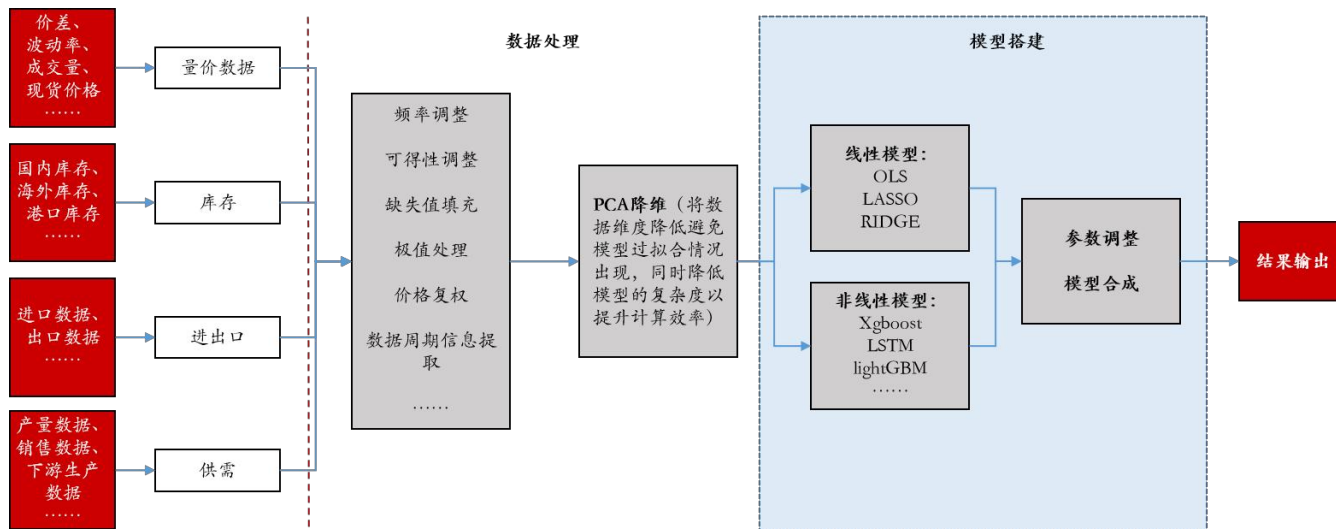 价差、
波动率、
成交量、
现货价格
……
量价数据
国内库存、
海外库存、
港口库存
……
库存
进口数据、
出口数据
……
进出口
产量数据、
销售数据、
下游生产
数据
……
供需
数据处理
频率调整
可得性调整
缺失值填充
极值处理
价格复权
数据周期信息提
取
……
PCA降维（将数
据维度降低避免
模型过拟合情况
出现，同时降低
模型的复杂度以
提升计算效率）
模型搭建
线性模型：
OLS
LASSO
RIDGE
非线性模型：
Xgboost
LSTM
lightGBM
……
参数调整
模型合成
结果输出